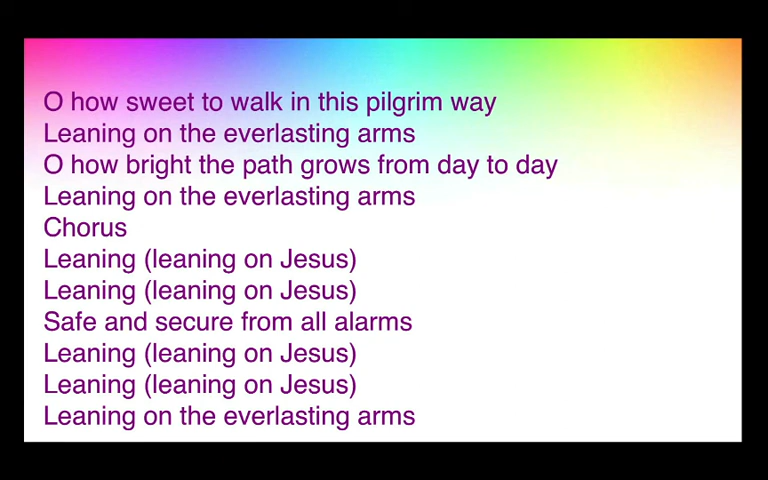 O how sweet to walk in this pilgrim way
Leaning on the everlasting arms
O how bright the path grows from day to day
Leaning on the everlasting arms
Chorus
Leaning (leaning on Jesus)
Leaning (leaning on Jesus)
Safe and secure from all alarms
Leaning (leaning on Jesus)
Leaning (leaning on Jesus)
Leaning on the everlasting arms